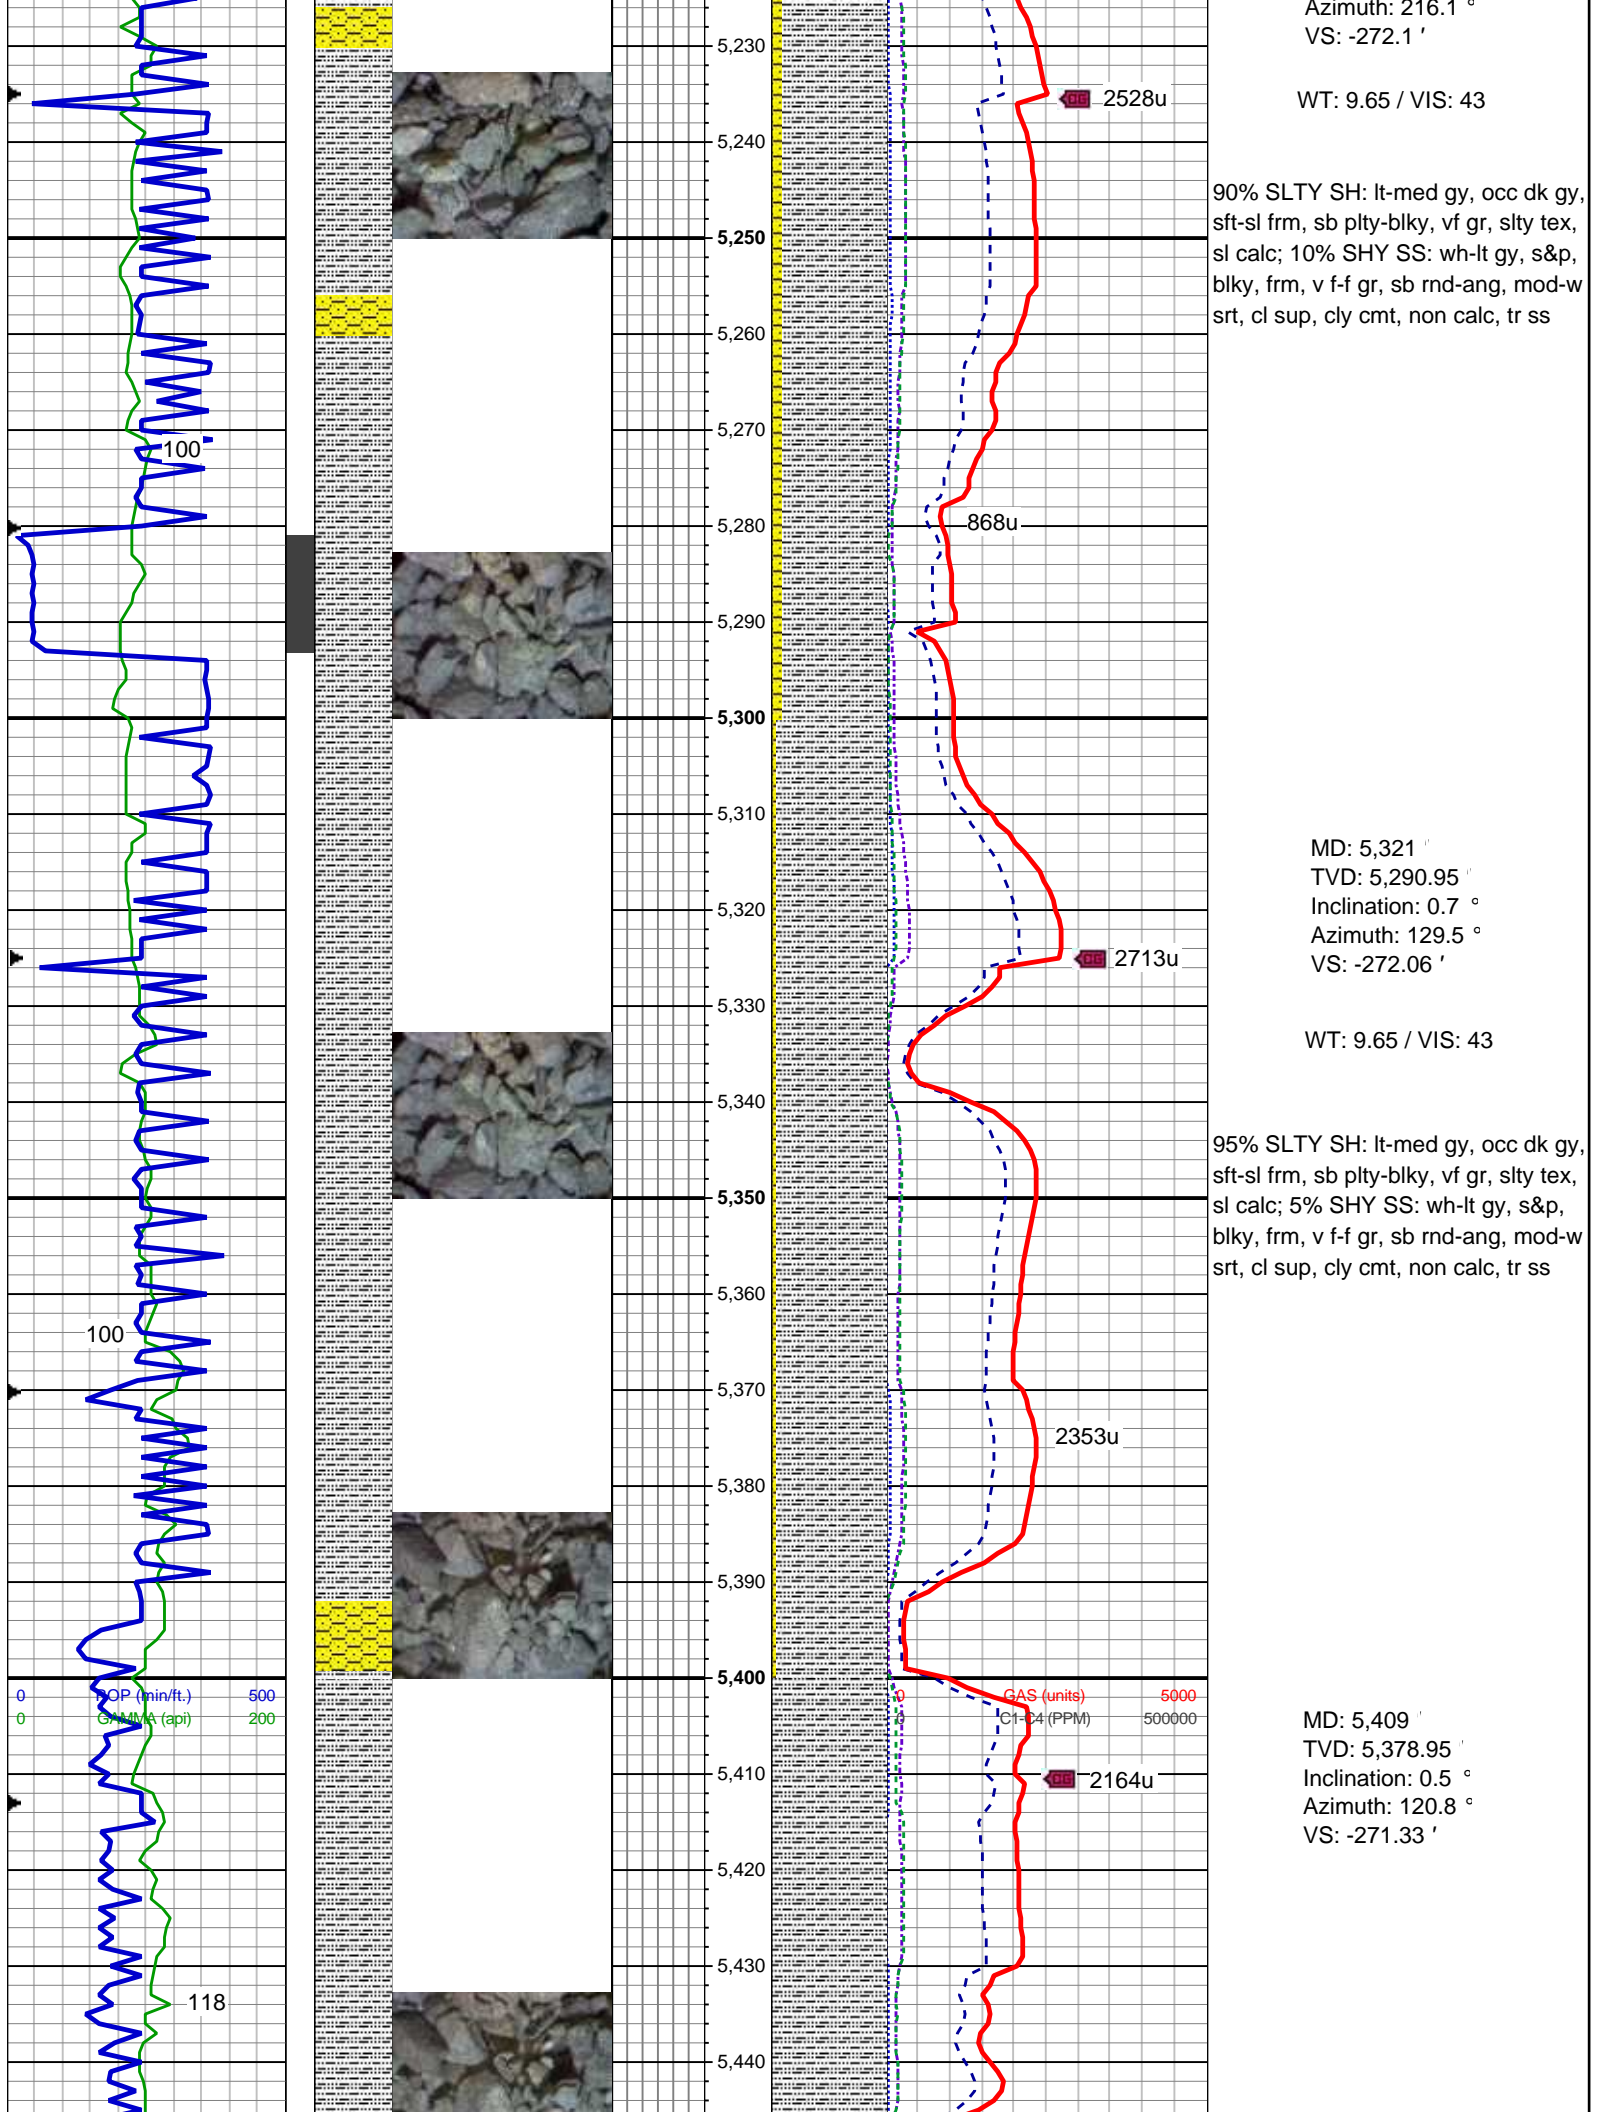 Azimuth: 216.1 °
VS: -272.1 '
5,230
CG 2528u
WT: 9.65 / VIS: 43
5,240
90% SLTY SH: lt-med gy, occ dk gy,
sft-sl frm, sb plty-blky, vf gr, slty tex,
sl calc; 10% SHY SS: wh-lt gy, s&p,
blky, frm, v f-f gr, sb rnd-ang, mod-w
srt, cl sup, cly cmt, non calc, tr ss
5,250
5,260
5,270
100
5,280
868u
5,290
5,300
5,310
MD: 5,321 '
TVD: 5,290.95 '
Inclination: 0.7 °
Azimuth: 129.5 °
VS: -272.06 '
5,320
CG 2713u
5,330
WT: 9.65 / VIS: 43
5,340
95% SLTY SH: lt-med gy, occ dk gy,
sft-sl frm, sb plty-blky, vf gr, slty tex,
sl calc; 5% SHY SS: wh-lt gy, s&p,
blky, frm, v f-f gr, sb rnd-ang, mod-w
srt, cl sup, cly cmt, non calc, tr ss
5,350
5,360
100
5,370
2353u
5,380
5,390
5,400
0 ROP (min/ft.) 500
0 GAMMA (api) 200
0 GAS (units) 5000
0 C1-C4 (PPM) 500000
MD: 5,409 '
TVD: 5,378.95 '
Inclination: 0.5 °
Azimuth: 120.8 °
VS: -271.33 '
5,410
CG 2164u
5,420
5,430
118
5,440